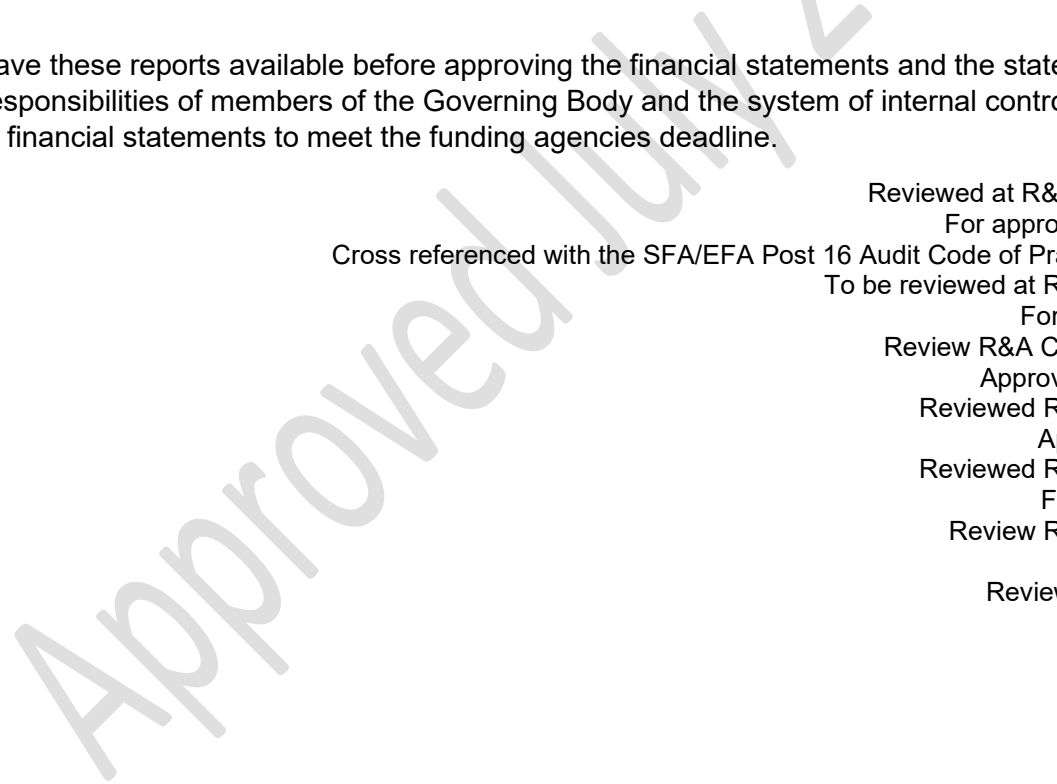 ave these reports available before approving the financial statements and the state
esponsibilities of members of the Governing Body and the system of internal contro
financial statements to meet the funding agencies deadline.
Reviewed at R&
For appro
Cross referenced with the SFA/EFA Post 16 Audit Code of Pra
To be reviewed at R
For
Review R&A C
Approv
Reviewed R
Ap
Reviewed R
F
Review R
Review
Approved July 2